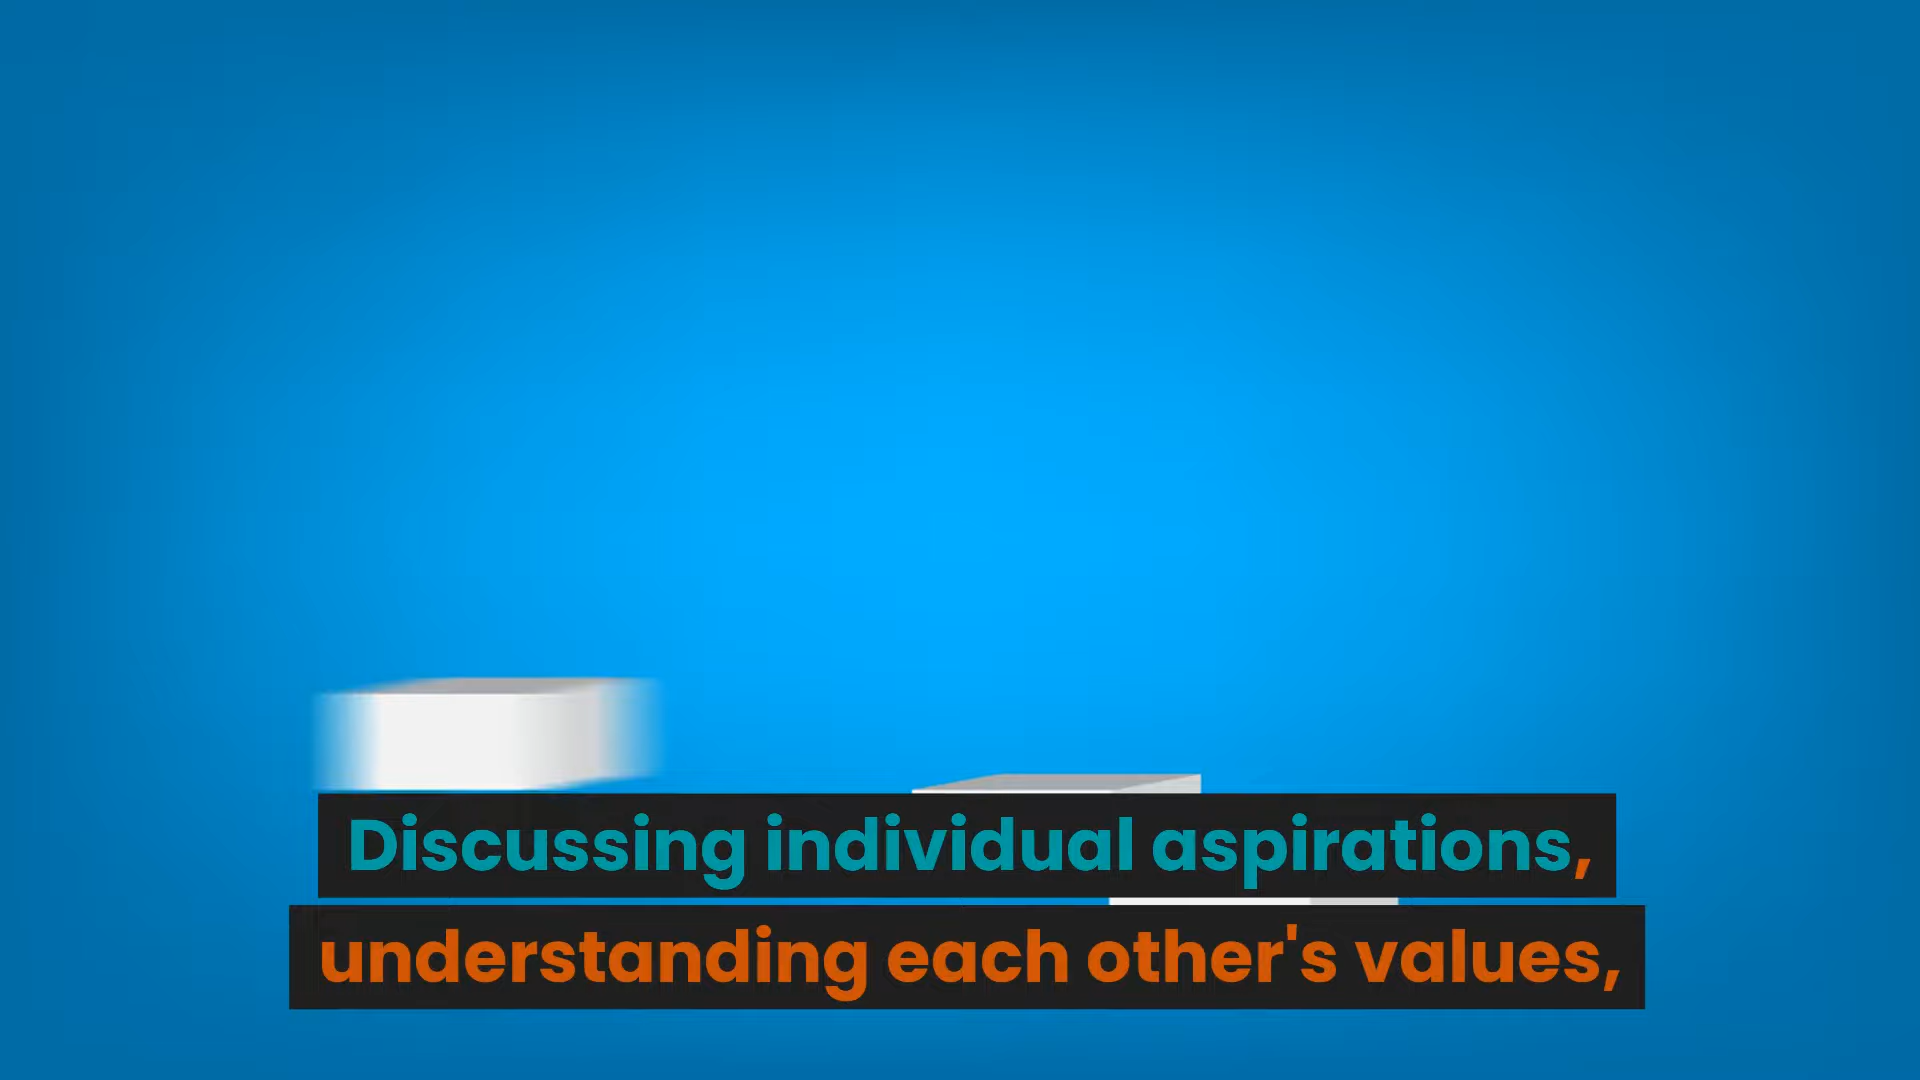 Discussing individual aspirations,
understanding each other's values,